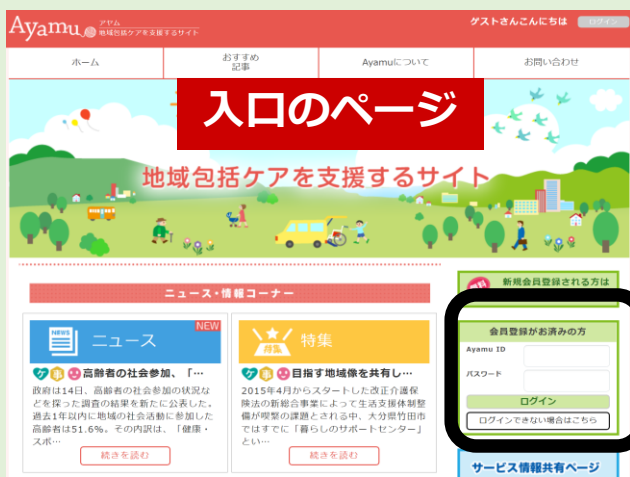 Ayamu アヤム
地域包括ケアを支援するサイト
ゲストさんこんにちは ログイン
ホーム
おすすめ
記事
Ayamuについて
お問い合わせ
入口のページ
地域包括ケアを支援するサイト
ニュース・情報コーナー
NEWS ニュース NEW
ケ 事 高齢者の社会参加、「…
政府は14日、高齢者の社会参加の状況な
どを探った調査の結果を新たに公表した。
過去1年以内に地域の社会活動に参加した
高齢者は51.6%。その内訳は、「健康・
スポ…
続きを読む
特集 特集
ケ 事 目指す地域像を共有し…
2015年4月からスタートした改正介護保
険法の新総合事業によって生活支援体制整
備が喫緊の課題とされる中、大分県竹田市
ではすでに「暮らしのサポートセンター」
とい…
続きを読む
新規会員登録される方は
会員登録がお済みの方
Ayamu ID
パスワード
ログイン
ログインできない場合はこちら
サービス情報共有ページ